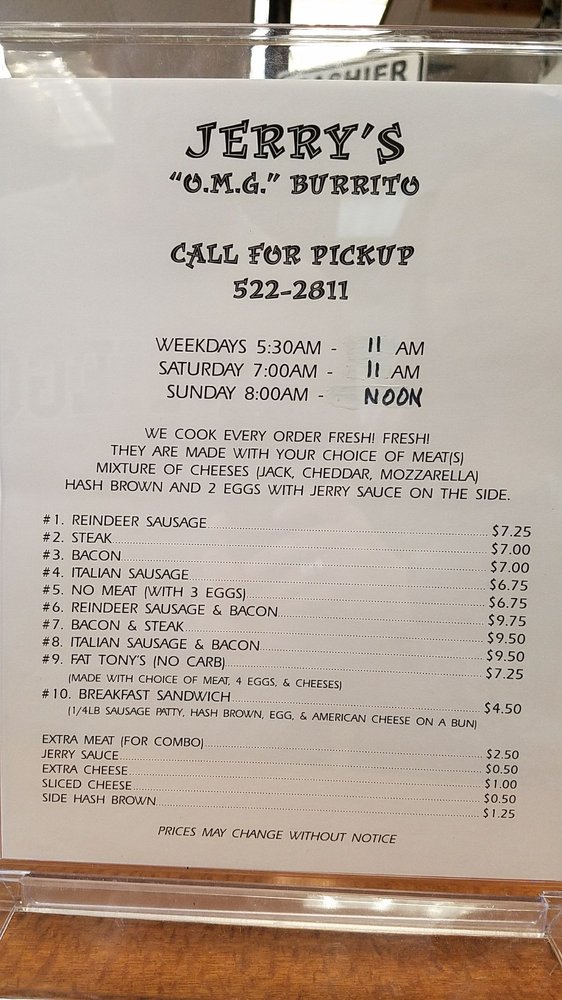 CASHIER
JERRY'S
"O.M.G." BURRITO
CALL FOR PICKUP
522-2811
WEEKDAYS 5:30AM - 11 AM
SATURDAY 7:00AM - 11 AM
SUNDAY 8:00AM - NOON
WE COOK EVERY ORDER FRESH! FRESH!
THEY ARE MADE WITH YOUR CHOICE OF MEAT(S)
MIXTURE OF CHEESES (JACK, CHEDDAR, MOZZARELLA)
HASH BROWN AND 2 EGGS WITH JERRY SAUCE ON THE SIDE.
#1. REINDEER SAUSAGE $7.25
#2. STEAK $7.00
#3. BACON $7.00
#4. ITALIAN SAUSAGE $6.75
#5. NO MEAT (WITH 3 EGGS) $6.75
#6. REINDEER SAUSAGE & BACON $9.75
#7. BACON & STEAK $9.50
#8. ITALIAN SAUSAGE & BACON $9.50
#9. FAT TONY'S (NO CARB) $7.25
(MADE WITH CHOICE OF MEAT, 4 EGGS, & CHEESES)
#10. BREAKFAST SANDWICH $4.50
(1/4LB SAUSAGE PATTY, HASH BROWN, EGG, & AMERICAN CHEESE ON A BUN)
EXTRA MEAT (FOR COMBO) $2.50
JERRY SAUCE $0.50
EXTRA CHEESE $1.00
SLICED CHEESE $0.50
SIDE HASH BROWN $1.25
PRICES MAY CHANGE WITHOUT NOTICE